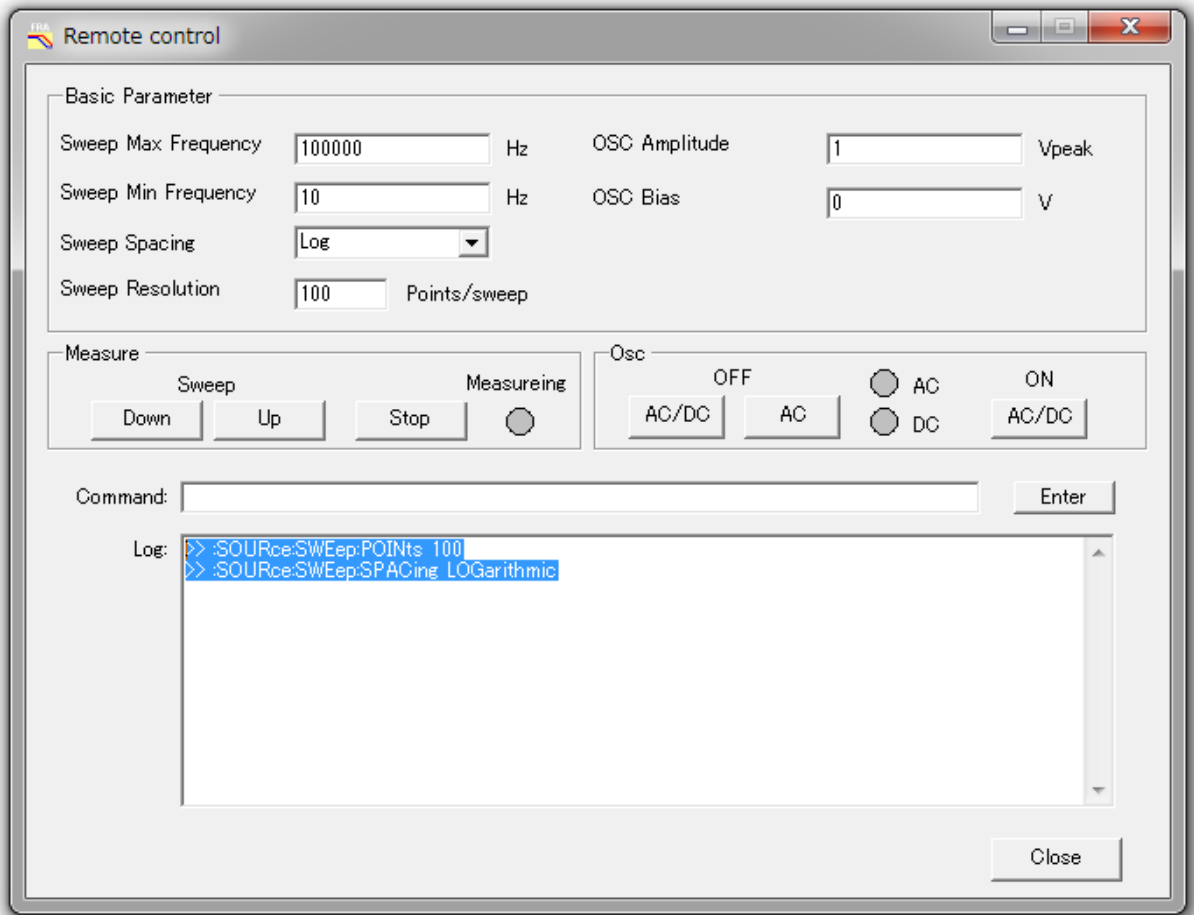 FRA
Remote control
Basic Parameter
Sweep Max Frequency 100000 Hz OSC Amplitude 1 Vpeak
Sweep Min Frequency 10 Hz OSC Bias 0 V
Sweep Spacing Log
Sweep Resolution 100 Points/sweep
Measure
Sweep Measureing
Down Up Stop
Osc
OFF AC ON
AC/DC AC DC AC/DC
Command: Enter
Log: >> :SOURce:SWEep:POINts 100
>> :SOURce:SWEep:SPACing LOGarithmic
Close